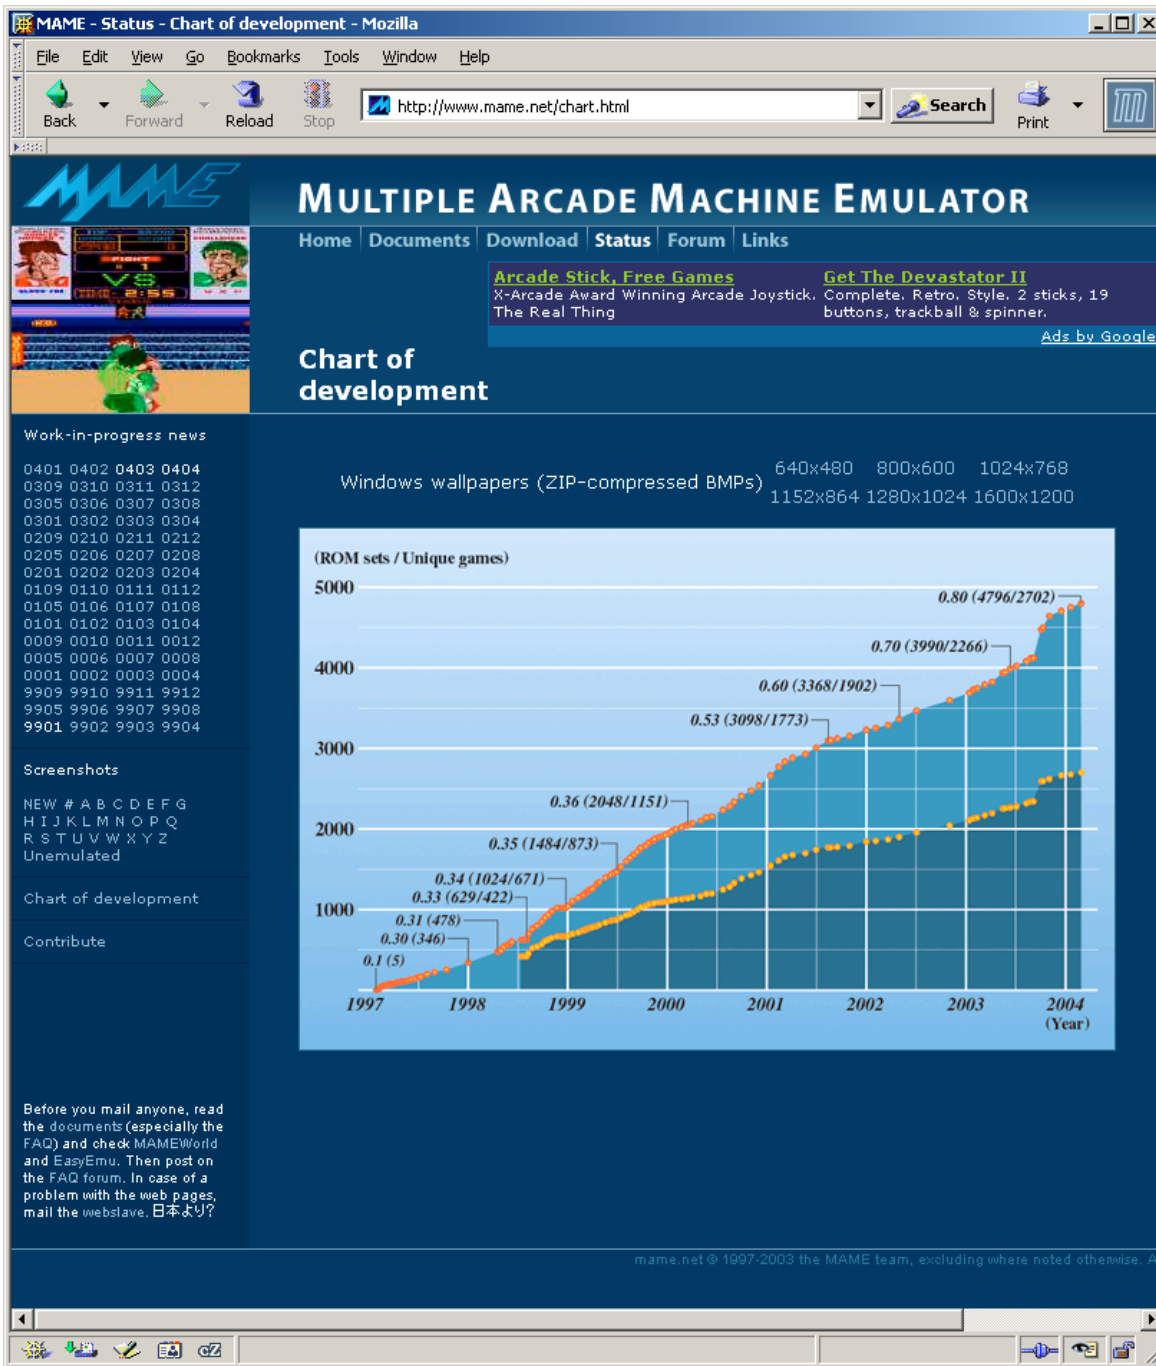 MAME - Status - Chart of development - Mozilla
File Edit View Go Bookmarks Tools Window Help
Back Forward Reload Stop http://www.mame.net/chart.html Search Print
MAME
MULTIPLE ARCADE MACHINE EMULATOR
Home Documents Download Status Forum Links
Arcade Stick, Free Games
X-Arcade Award Winning Arcade Joystick.
The Real Thing
Get The Devastator II
Complete. Retro. Style. 2 sticks, 19
buttons, trackball & spinner.
Ads by Google
FIGHT
VS
TIME 2:55
Chart of
development
Work-in-progress news
0401 0402 0403 0404
0309 0310 0311 0312
0305 0306 0307 0308
0301 0302 0303 0304
0209 0210 0211 0212
0205 0206 0207 0208
0201 0202 0203 0204
0109 0110 0111 0112
0105 0106 0107 0108
0101 0102 0103 0104
0009 0010 0011 0012
0005 0006 0007 0008
0001 0002 0003 0004
9909 9910 9911 9912
9905 9906 9907 9908
9901 9902 9903 9904
Screenshots
NEW # A B C D E F G
H I J K L M N O P Q
R S T U V W X Y Z
Unemulated
Chart of development
Contribute
Before you mail anyone, read
the documents (especially the
FAQ) and check MAMEWorld
and EasyEmu. Then post on
the FAQ forum. In case of a
problem with the web pages,
mail the webslave. 日本より?
Windows wallpapers (ZIP-compressed BMPs)
640x480 800x600 1024x768
1152x864 1280x1024 1600x1200
(ROM sets / Unique games)
5000
4000
3000
2000
1000
0.80 (4796/2702)
0.70 (3990/2266)
0.60 (3368/1902)
0.53 (3098/1773)
0.36 (2048/1151)
0.35 (1484/873)
0.34 (1024/671)
0.33 (629/422)
0.31 (478)
0.30 (346)
0.1 (5)
1997 1998 1999 2000 2001 2002 2003 2004
(Year)
mame.net © 1997-2003 the MAME team, excluding where noted otherwise. A